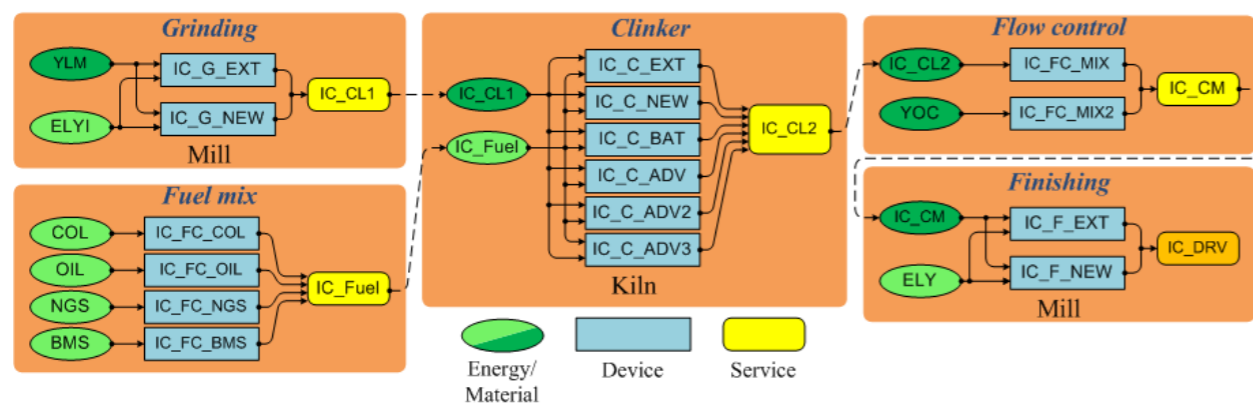 Grinding
YLM
ELYI
IC_G_EXT
IC_G_NEW
IC_CL1
Mill
Fuel mix
COL
OIL
NGS
BMS
IC_FC_COL
IC_FC_OIL
IC_FC_NGS
IC_FC_BMS
IC_Fuel
Clinker
IC_CL1
IC_Fuel
IC_C_EXT
IC_C_NEW
IC_C_BAT
IC_C_ADV
IC_C_ADV2
IC_C_ADV3
IC_CL2
Kiln
Flow control
IC_CL2
YOC
IC_FC_MIX
IC_FC_MIX2
IC_CM
Finishing
IC_CM
ELY
IC_F_EXT
IC_F_NEW
IC_DRV
Mill
Energy/
Material
Device
Service